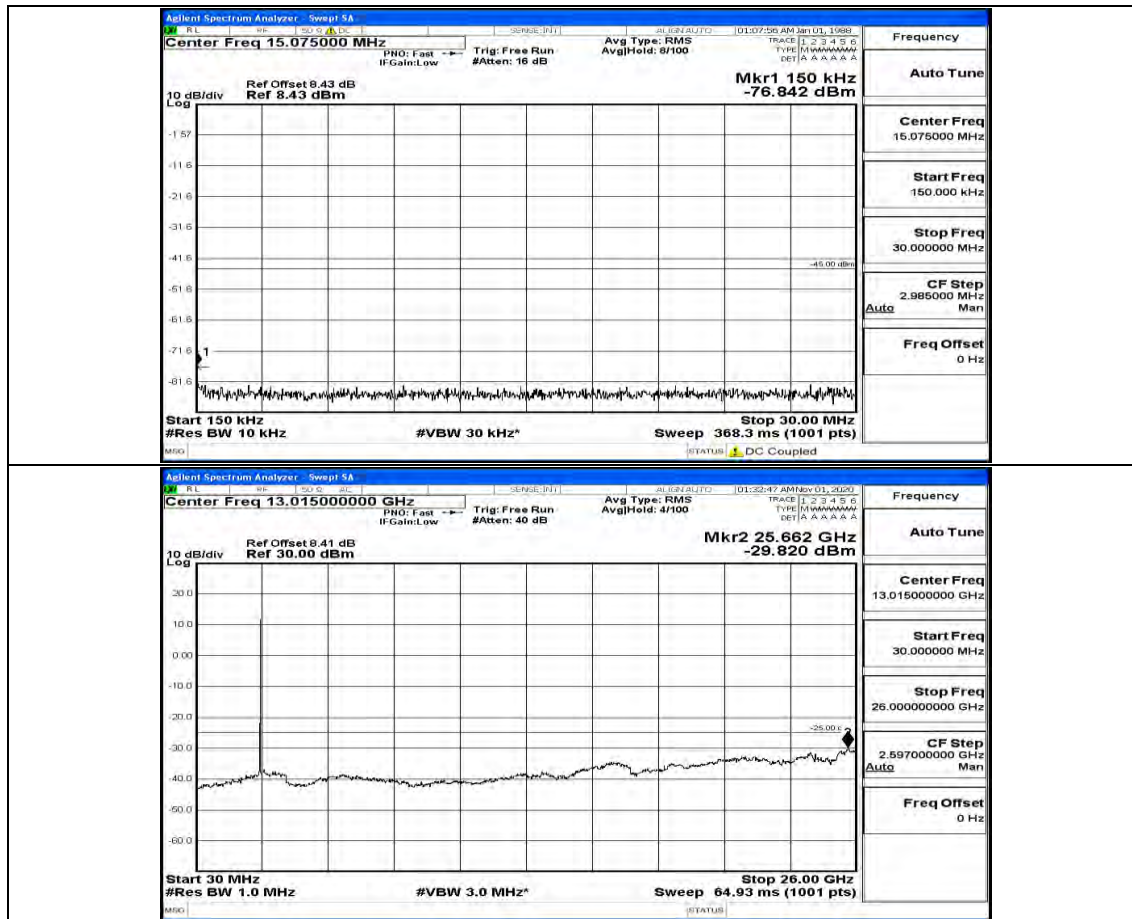 Agilent Spectrum Analyzer - Swept SA
RL RF 50 Ω DC SENSE:INT ALIGN AUTO 01:07:56 AM Jan 01, 1988
Center Freq 15.075000 MHz
PNO: Fast
IFGain:Low
Trig: Free Run
#Atten: 16 dB
Avg Type: RMS
Avg|Hold: 8/100
TRACE 1 2 3 4 5 6
TYPE M W W W W W
DET A A A A A A
Frequency
Mkr1 150 kHz
-76.842 dBm
Ref Offset 8.43 dB
Ref 8.43 dBm
10 dB/div
Log
-1.57
-11.6
-21.6
-31.6
-41.6
-51.6
-61.6
-71.6
-81.6
-45.00 dBm
1
Start 150 kHz
Stop 30.00 MHz
#Res BW 10 kHz
#VBW 30 kHz*
Sweep 368.3 ms (1001 pts)
MSG
STATUS DC Coupled
Auto Tune
Center Freq
15.075000 MHz
Start Freq
150.000 kHz
Stop Freq
30.000000 MHz
CF Step
2.985000 MHz
Auto Man
Freq Offset
0 Hz
Agilent Spectrum Analyzer - Swept SA
RL RF 50 Ω AC SENSE:INT ALIGN AUTO 01:32:47 AM Nov 01, 2020
Center Freq 13.015000000 GHz
PNO: Fast
IFGain:Low
Trig: Free Run
#Atten: 40 dB
Avg Type: RMS
Avg|Hold: 4/100
TRACE 1 2 3 4 5 6
TYPE M W W W W W
DET A A A A A A
Frequency
Mkr2 25.662 GHz
-29.820 dBm
Ref Offset 8.41 dB
Ref 30.00 dBm
10 dB/div
Log
20.0
10.0
0.00
-10.0
-20.0
-30.0
-40.0
-50.0
-60.0
-25.00
2
Start 30 MHz
Stop 26.00 GHz
#Res BW 1.0 MHz
#VBW 3.0 MHz*
Sweep 64.93 ms (1001 pts)
MSG
STATUS
Auto Tune
Center Freq
13.015000000 GHz
Start Freq
30.000000 MHz
Stop Freq
26.000000000 GHz
CF Step
2.597000000 GHz
Auto Man
Freq Offset
0 Hz